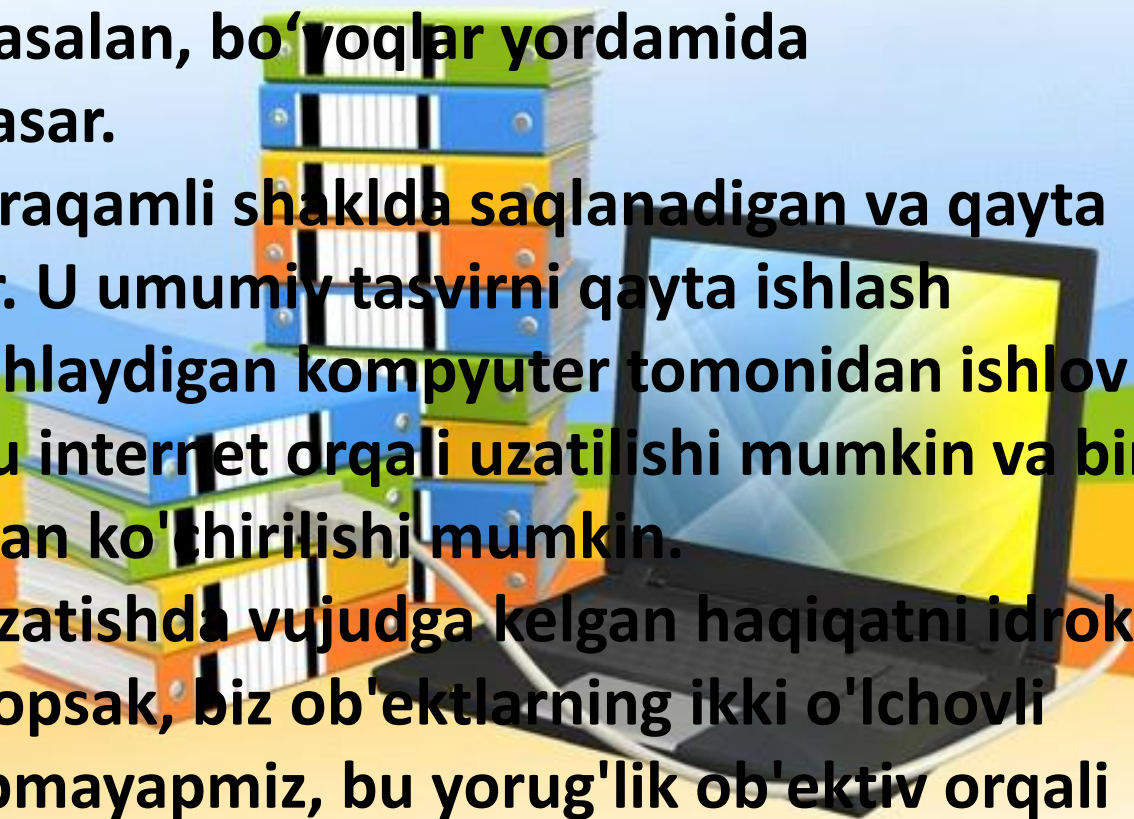 asalan, bo‘yoqlar yordamida
asar.
raqamli shaklda saqlanadigan va qayta
r. U umumiy tasvirni qayta ishlash
hlaydigan kompyuter tomonidan ishlov
u internet orqali uzatilishi mumkin va bir
an ko'chirilishi mumkin.
zatishda vujudga kelgan haqiqatni idrok
opsak, biz ob'ektlarning ikki o'lchovli
omayapmiz, bu yorug'lik ob'ektiv orqali